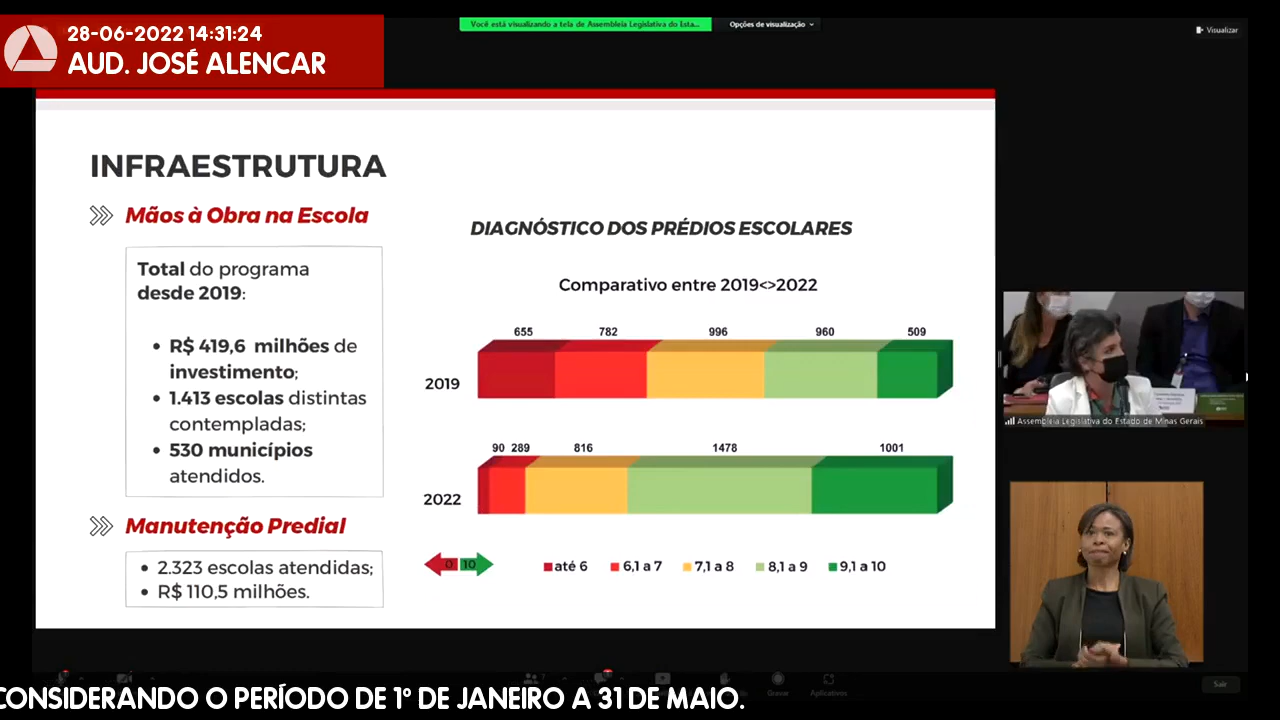 28-06-2022 14:31:24
AUD. JOSÉ ALENCAR
Você está visualizando a tela de Assembleia Legislativa do Esta...
Opções de visualização
Visualizar
INFRAESTRUTURA
Mãos à Obra na Escola
Total do programa
desde 2019:
• R$ 419,6 milhões de
investimento;
• 1.413 escolas distintas
contempladas;
• 530 municípios
atendidos.
Manutenção Predial
• 2.323 escolas atendidas;
• R$ 110,5 milhões.
DIAGNÓSTICO DOS PRÉDIOS ESCOLARES
Comparativo entre 2019<>2022
655 782 996 960 509
2019
90 289 816 1478 1001
2022
0 10
até 6 6,1 a 7 7,1 a 8 8,1 a 9 9,1 a 10
Assembleia Legislativa do Estado de Minas Gerais
Gravar
Aplicativos
Sair
CONSIDERANDO O PERÍODO DE 1º DE JANEIRO A 31 DE MAIO.